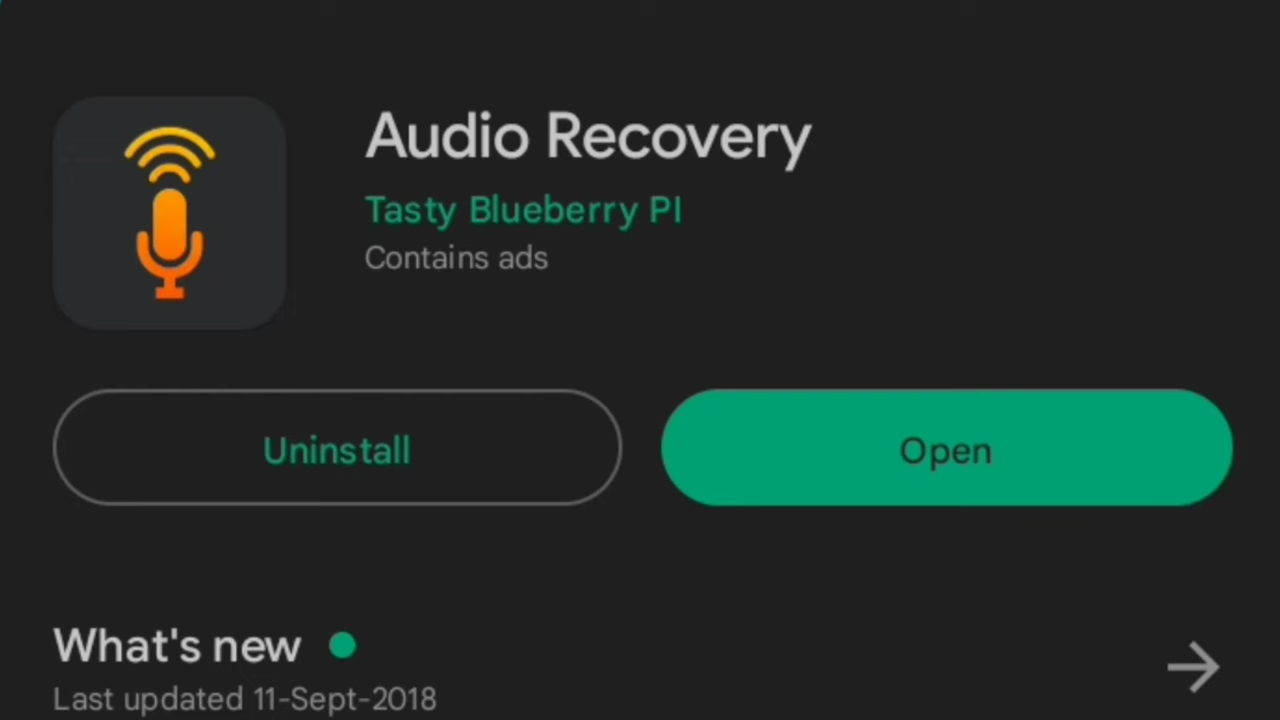 Audio Recovery
Tasty Blueberry PI
Contains ads
Uninstall
Open
What's new
Last updated 11-Sept-2018